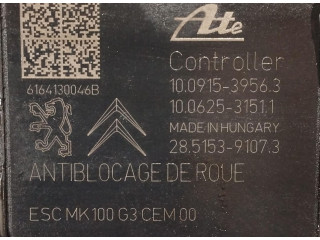 Ate
Controller
6164130046B
10.0915-3956.3
10.0625-3151.1
MADE IN HUNGARY
28.5153-9107.3
ANTIBLOCAGE DE ROUE
ESC MK 100 G3 CEM 00